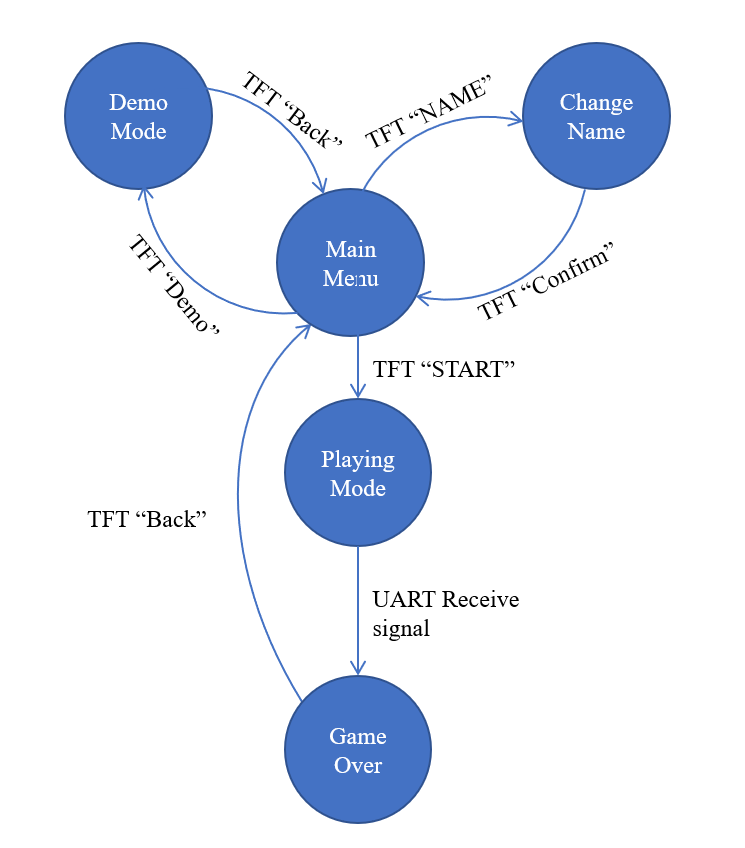 Demo
Mode
TFT “Back”
TFT “NAME”
Change
Name
Main
Menu
TFT “Demo”
TFT “Confirm”
TFT “START”
Playing
Mode
TFT “Back”
UART Receive
signal
Game
Over